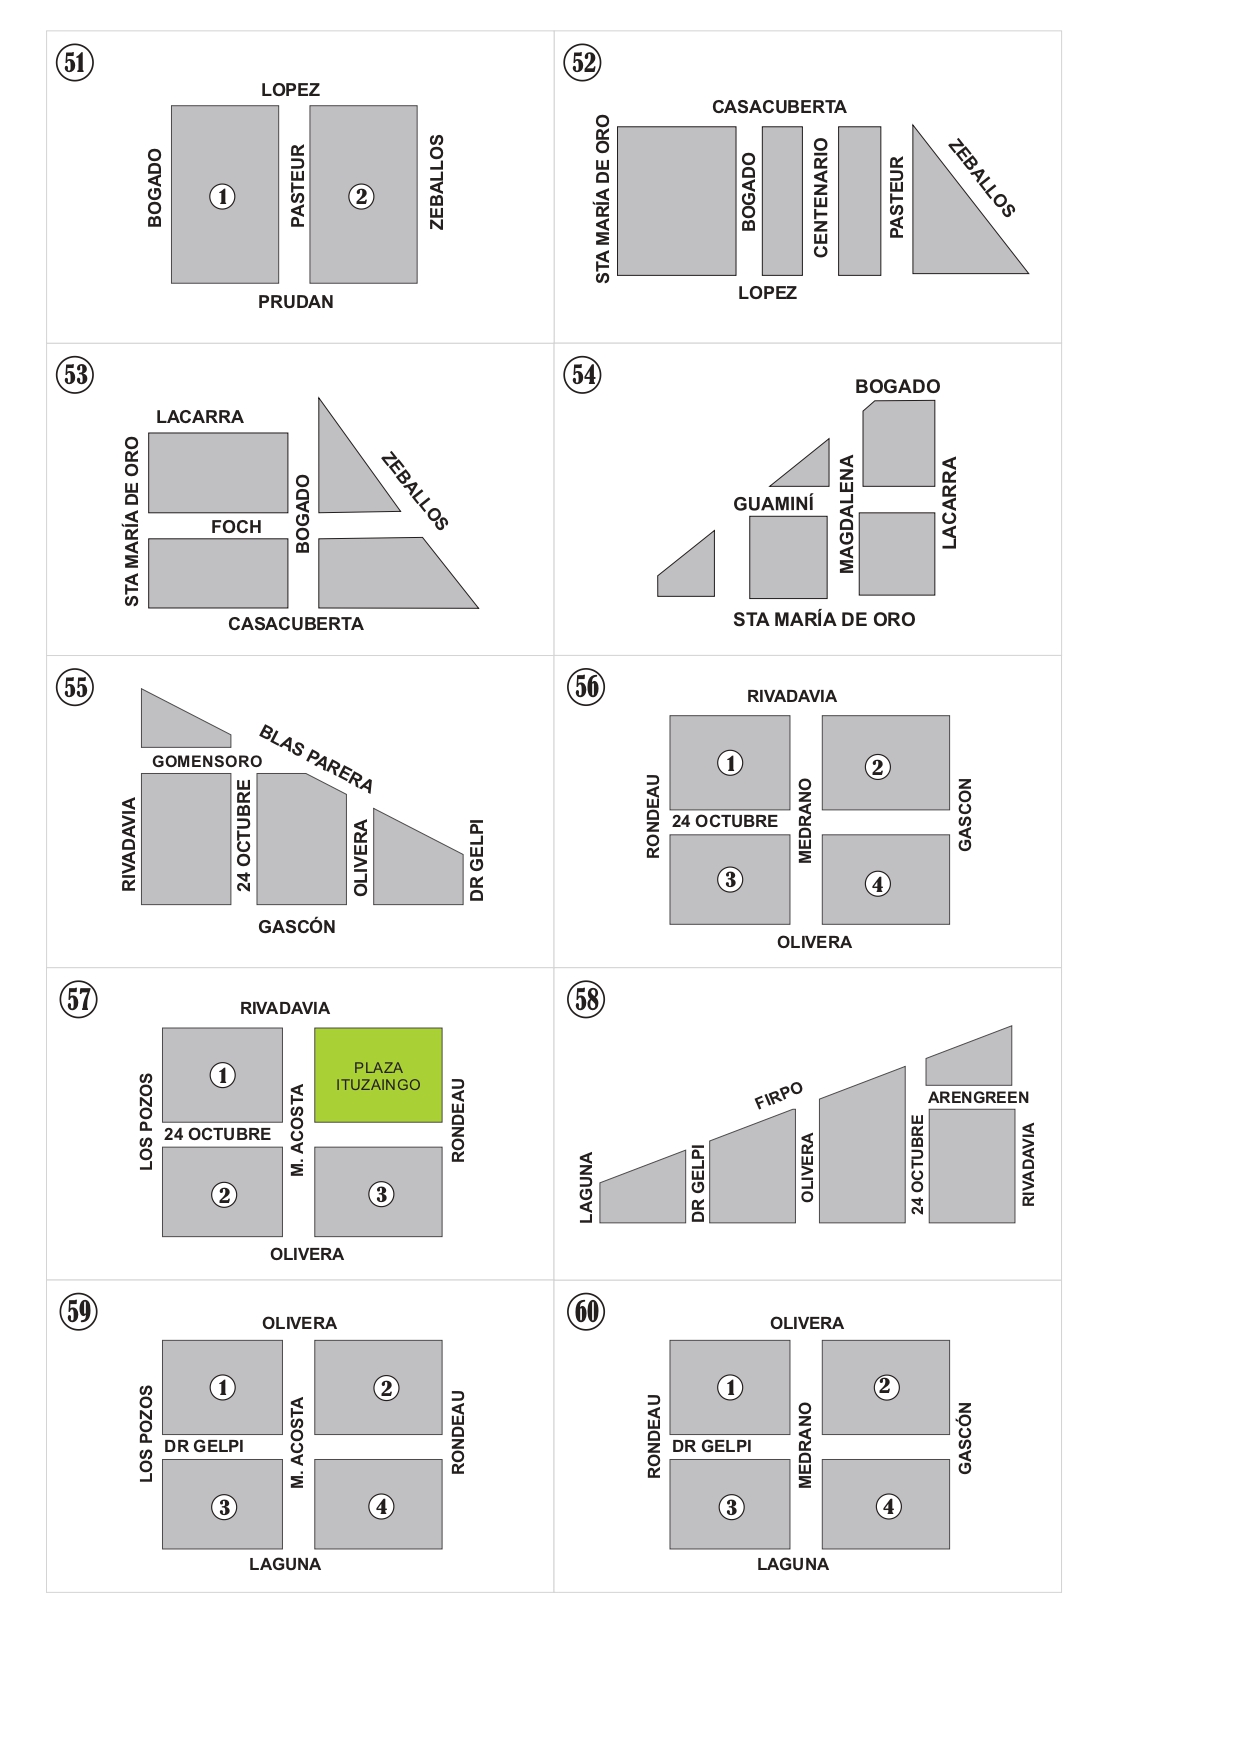 51
LOPEZ
BOGADO
1
PASTEUR
2
ZEBALLOS
PRUDAN
52
CASACUBERTA
STA MARÍA DE ORO
BOGADO
CENTENARIO
PASTEUR
ZEBALLOS
LOPEZ
53
LACARRA
STA MARÍA DE ORO
FOCH
BOGADO
ZEBALLOS
CASACUBERTA
54
BOGADO
GUAMINÍ
MAGDALENA
LACARRA
STA MARÍA DE ORO
55
BLAS PARERA
GOMENSORO
RIVADAVIA
24 OCTUBRE
OLIVERA
DR GELPI
GASCÓN
56
RIVADAVIA
1
2
RONDEAU
24 OCTUBRE
MEDRANO
GASCON
3
4
OLIVERA
57
RIVADAVIA
1
PLAZA
ITUZAINGO
LOS POZOS
24 OCTUBRE
M. ACOSTA
RONDEAU
2
3
OLIVERA
58
FIRPO
ARENGREEN
LAGUNA
DR GELPI
OLIVERA
24 OCTUBRE
RIVADAVIA
59
OLIVERA
1
2
LOS POZOS
DR GELPI
M. ACOSTA
RONDEAU
3
4
LAGUNA
60
OLIVERA
1
2
RONDEAU
DR GELPI
MEDRANO
GASCÓN
3
4
LAGUNA